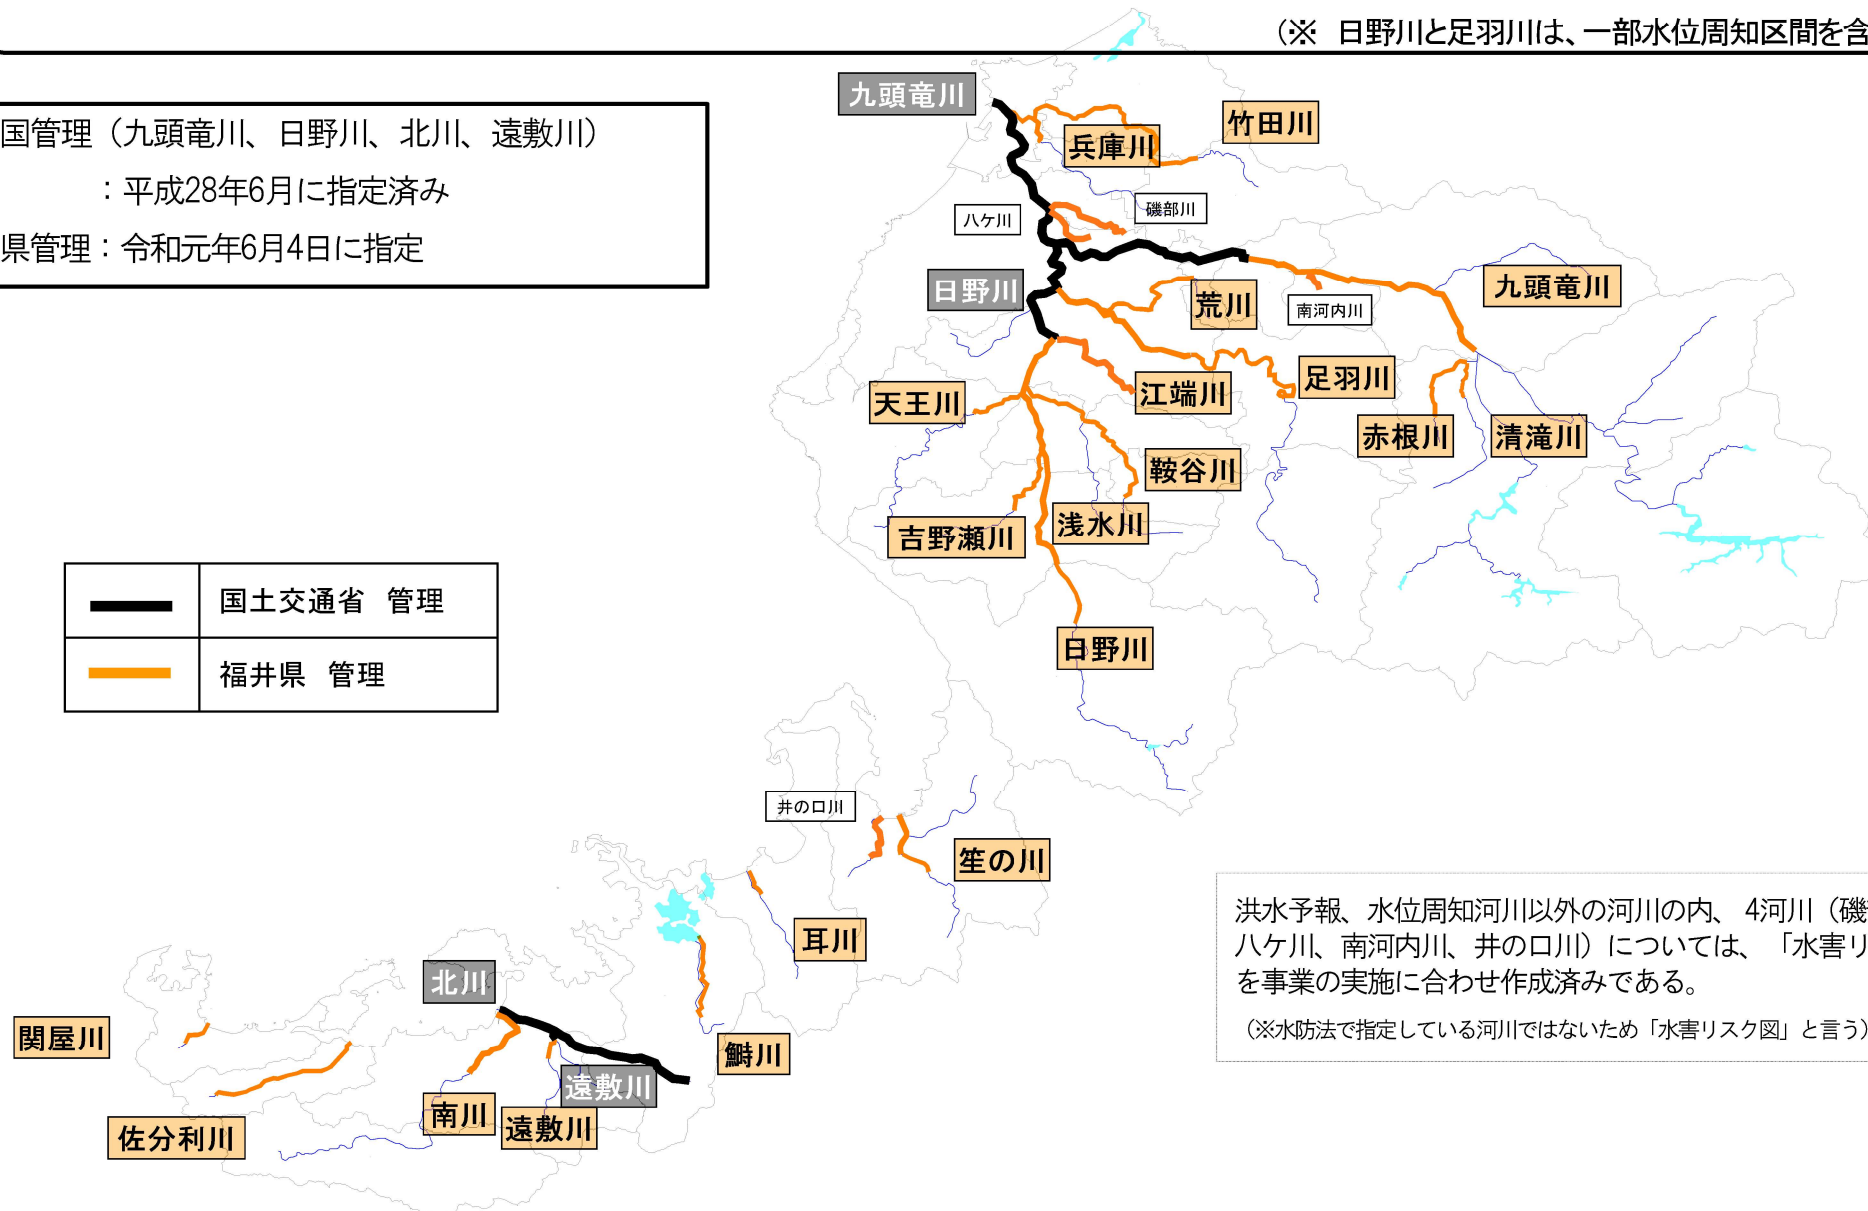 (※ 日野川と足羽川は、一部水位周知区間を含
国管理（九頭竜川、日野川、北川、遠敷川）
：平成28年6月に指定済み
県管理：令和元年6月4日に指定
九頭竜川
竹田川
兵庫川
磯部川
八ケ川
日野川
荒川
南河内川
九頭竜川
天王川
江端川
足羽川
赤根川
清滝川
鞍谷川
吉野瀬川
浅水川
日野川
国土交通省 管理
福井県 管理
井の口川
笙の川
耳川
北川
関屋川
鰣川
遠敷川
南川
遠敷川
佐分利川
洪水予報、水位周知河川以外の河川の内、4河川（磯
八ケ川、南河内川、井の口川）については、「水害リ
を事業の実施に合わせ作成済みである。
（※水防法で指定している河川ではないため「水害リスク図」と言う）